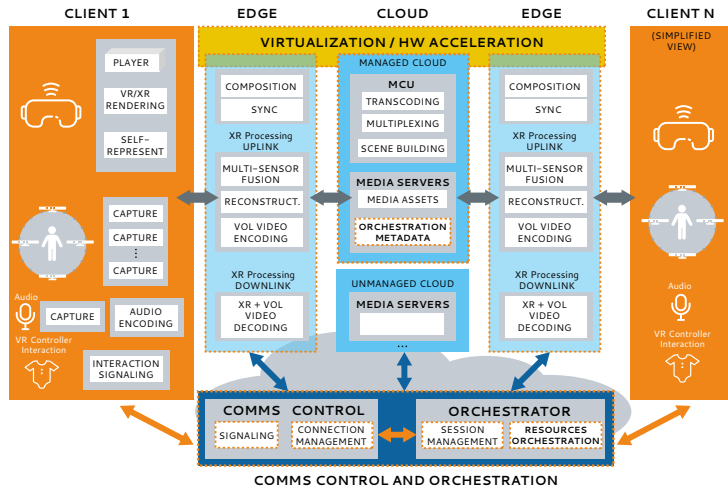 CLIENT 1
EDGE
CLOUD
EDGE
CLIENT N
VIRTUALIZATION / HW ACCELERATION
(SIMPLIFIED
VIEW)
PLAYER
VR/XR
RENDERING
SELF-
REPRESENT
CAPTURE
CAPTURE
⋮
CAPTURE
Audio
CAPTURE
AUDIO
ENCODING
VR Controller
Interaction
INTERACTION
SIGNALING
COMPOSITION
SYNC
XR Processing
UPLINK
MULTI-SENSOR
FUSION
RECONSTRUCT.
VOL VIDEO
ENCODING
XR Processing
DOWNLINK
XR + VOL
VIDEO
DECODING
MANAGED CLOUD
MCU
TRANSCODING
MULTIPLEXING
SCENE BUILDING
MEDIA SERVERS
MEDIA ASSETS
ORCHESTRATION
METADATA
UNMANAGED CLOUD
MEDIA SERVERS
...
COMPOSITION
SYNC
XR Processing
UPLINK
MULTI-SENSOR
FUSION
RECONSTRUCT.
VOL VIDEO
ENCODING
XR Processing
DOWNLINK
XR + VOL
VIDEO
DECODING
Audio
VR Controller
Interaction
COMMS CONTROL
SIGNALING
CONNECTION
MANAGEMENT
ORCHESTRATOR
SESSION
MANAGEMENT
RESOURCES
ORCHESTRATION
COMMS CONTROL AND ORCHESTRATION